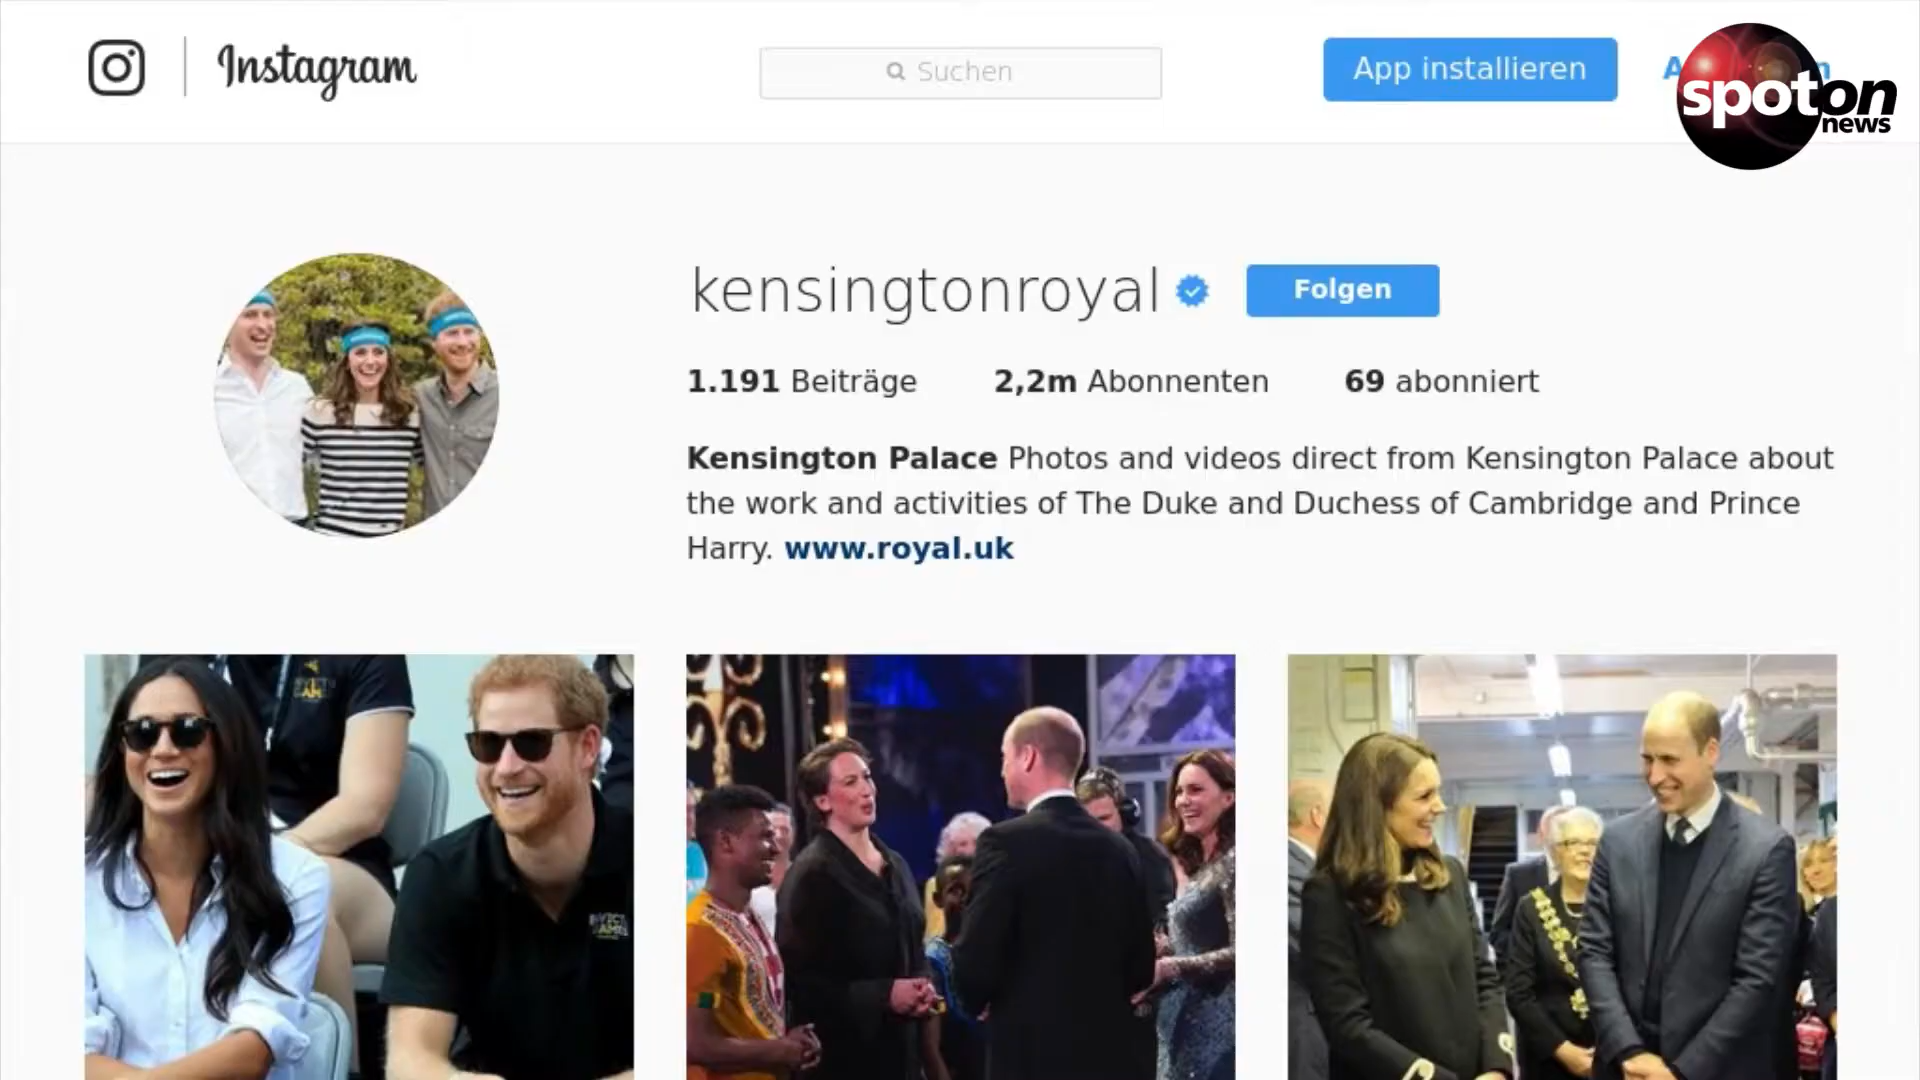 Instagram
Suchen
App installieren
spoton
news
kensingtonroyal
Folgen
1.191 Beiträge 2,2m Abonnenten 69 abonniert
Kensington Palace Photos and videos direct from Kensington Palace about
the work and activities of The Duke and Duchess of Cambridge and Prince
Harry. www.royal.uk